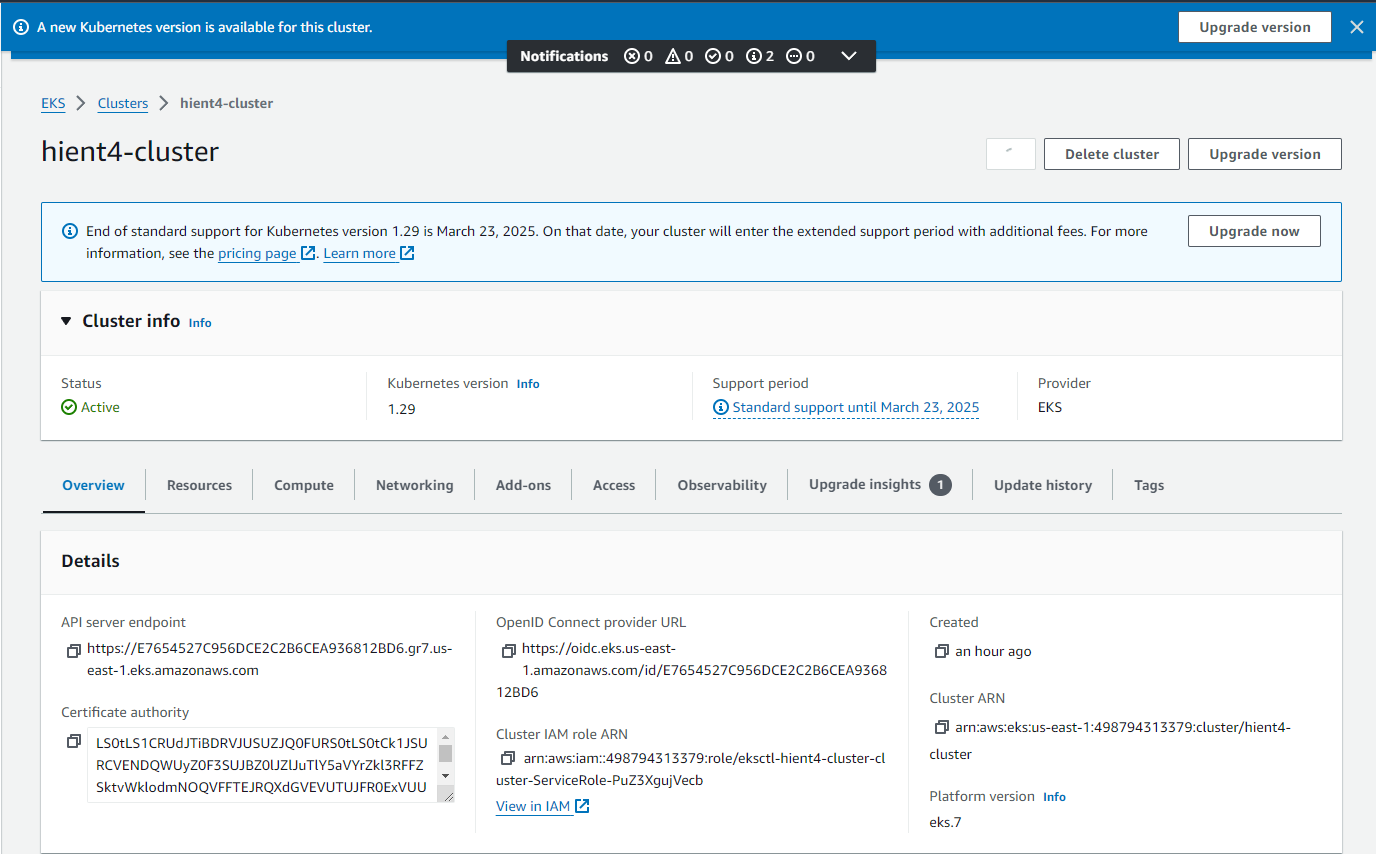 A new Kubernetes version is available for this cluster.
Upgrade version
Notifications 0 0 0 2 0
EKS Clusters hient4-cluster
hient4-cluster
Delete cluster
Upgrade version
End of standard support for Kubernetes version 1.29 is March 23, 2025. On that date, your cluster will enter the extended support period with additional fees. For more
information, see the pricing page. Learn more
Upgrade now
Cluster info Info
Status
Active
Kubernetes version Info
1.29
Support period
Standard support until March 23, 2025
Provider
EKS
Overview
Resources
Compute
Networking
Add-ons
Access
Observability
Upgrade insights 1
Update history
Tags
Details
API server endpoint
https://E7654527C956DCE2C2B6CEA936812BD6.gr7.us-
east-1.eks.amazonaws.com
Certificate authority
LS0tLS1CRUdJTiBDRVJUSUZJQ0FURS0tLS0tCk1JSU
RCVENDQWUyZ0F3SUJBZ0lJZlJuTlY5aVYrZkl3RFFZ
SktvWklodmNOQVFFTEJRQXdGVEVUTUJFR0ExVUU
OpenID Connect provider URL
https://oidc.eks.us-east-
1.amazonaws.com/id/E7654527C956DCE2C2B6CEA9368
12BD6
Cluster IAM role ARN
arn:aws:iam::498794313379:role/eksctl-hient4-cluster-cl
uster-ServiceRole-PuZ3XgujVecb
View in IAM
Created
an hour ago
Cluster ARN
arn:aws:eks:us-east-1:498794313379:cluster/hient4-
cluster
Platform version Info
eks.7